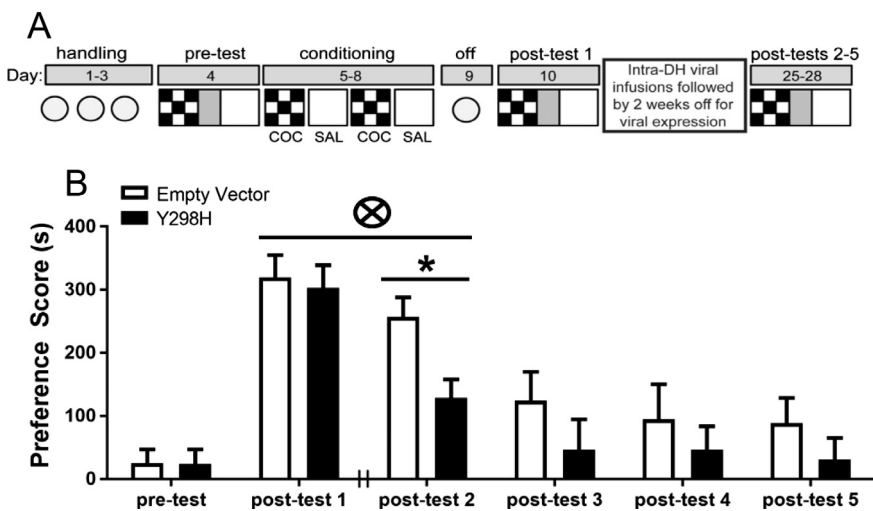 A
handling pre-test conditioning off post-test 1 post-tests 2-5
Day: 1-3 4 5-8 9 10 25-28
Intra-DH viral
infusions followed
by 2 weeks off for
viral expression
COC SAL COC SAL
B
Empty Vector
Y298H
*
Preference Score (s)
400
300
200
100
0
pre-test post-test 1 post-test 2 post-test 3 post-test 4 post-test 5